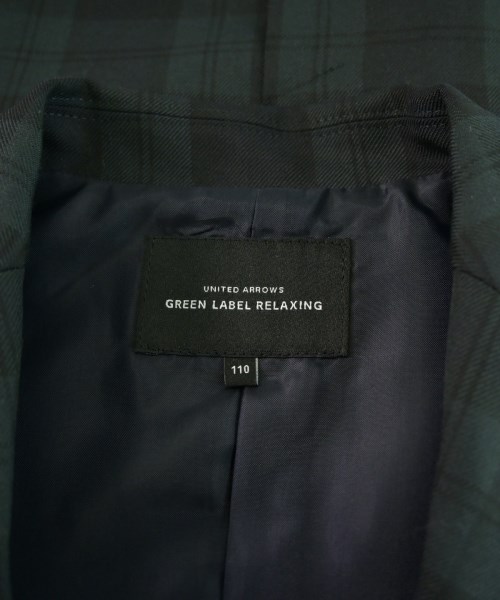 UNITED ARROWS
GREEN LABEL RELAXING
110